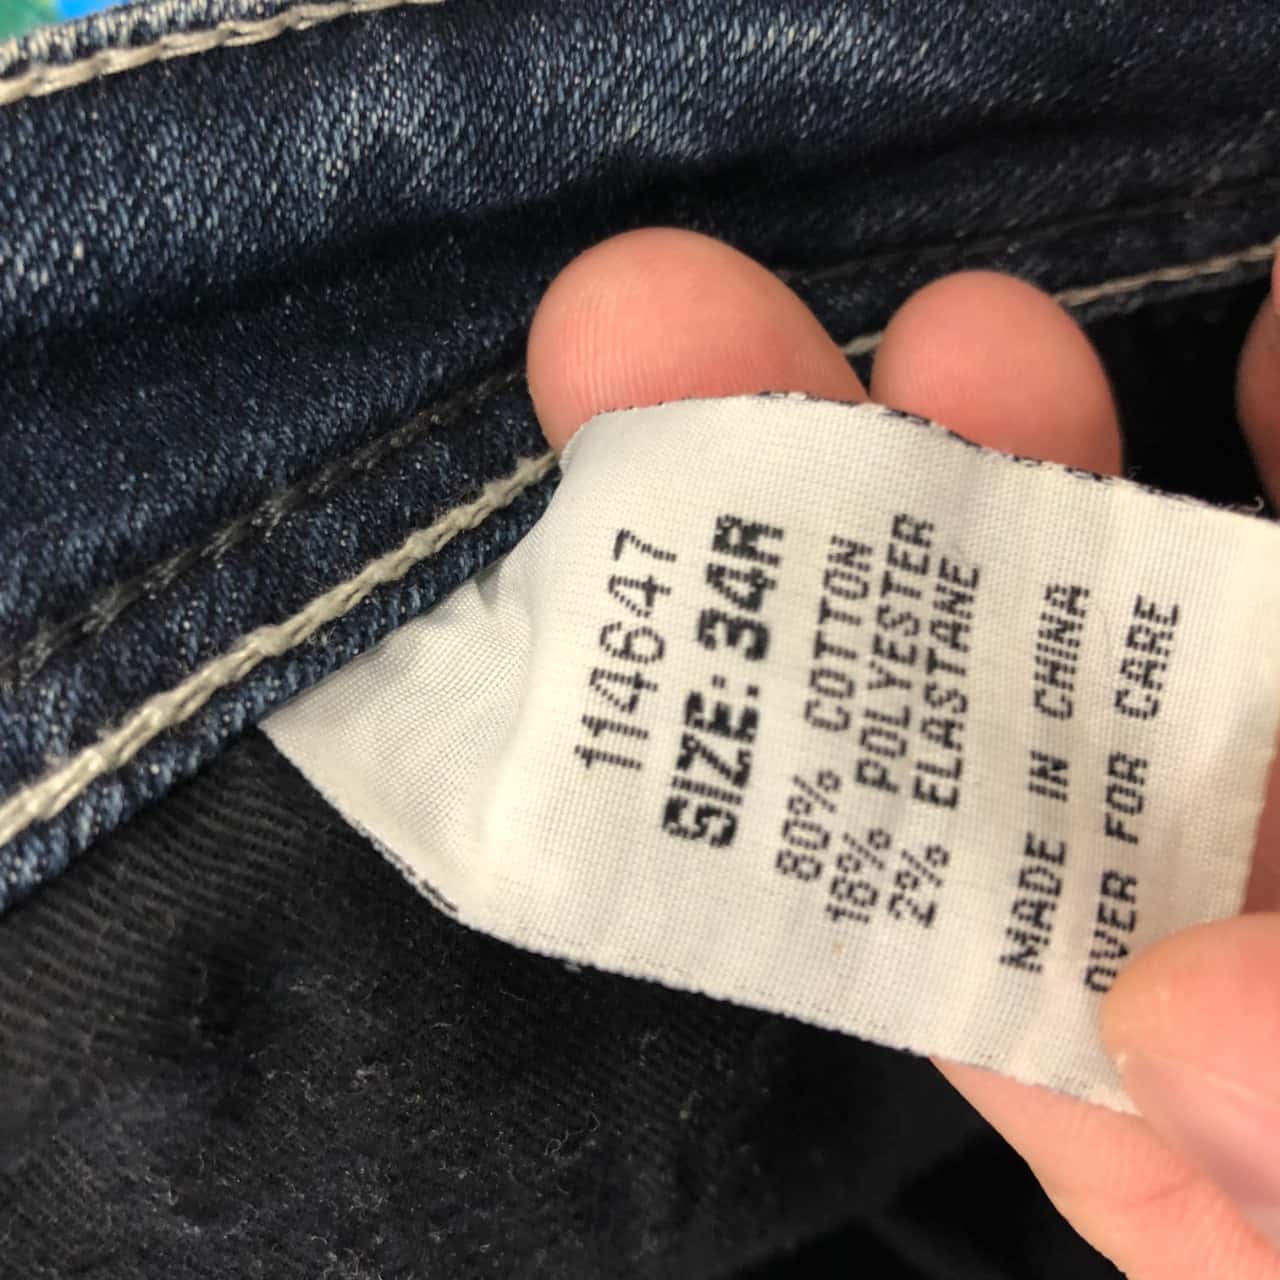 114647
SIZE: 34R
80% COTTON
18% POLYESTER
2% ELASTANE
MADE IN CHINA
OVER FOR CARE